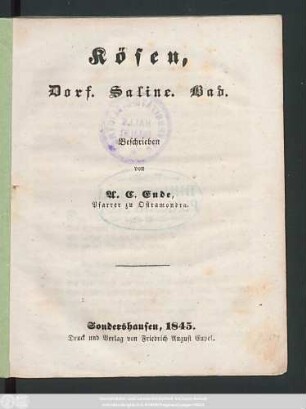 Kösen,
Dorf. Saline. Bad.
Beschrieben
von
A. C. Ende,
Pfarrer zu Ostramondra.
Sondershausen, 1845.
Druck und Verlag von Friedrich August Eupel.